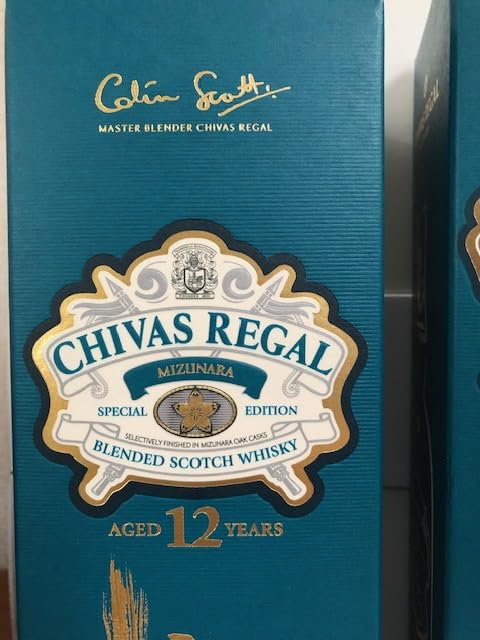 Colin Scott.
MASTER BLENDER CHIVAS REGAL
CHIVAS REGAL
MIZUNARA
SPECIAL EDITION
SELECTIVELY FINISHED IN MIZUNARA OAK CASKS
BLENDED SCOTCH WHISKY
AGED 12 YEARS